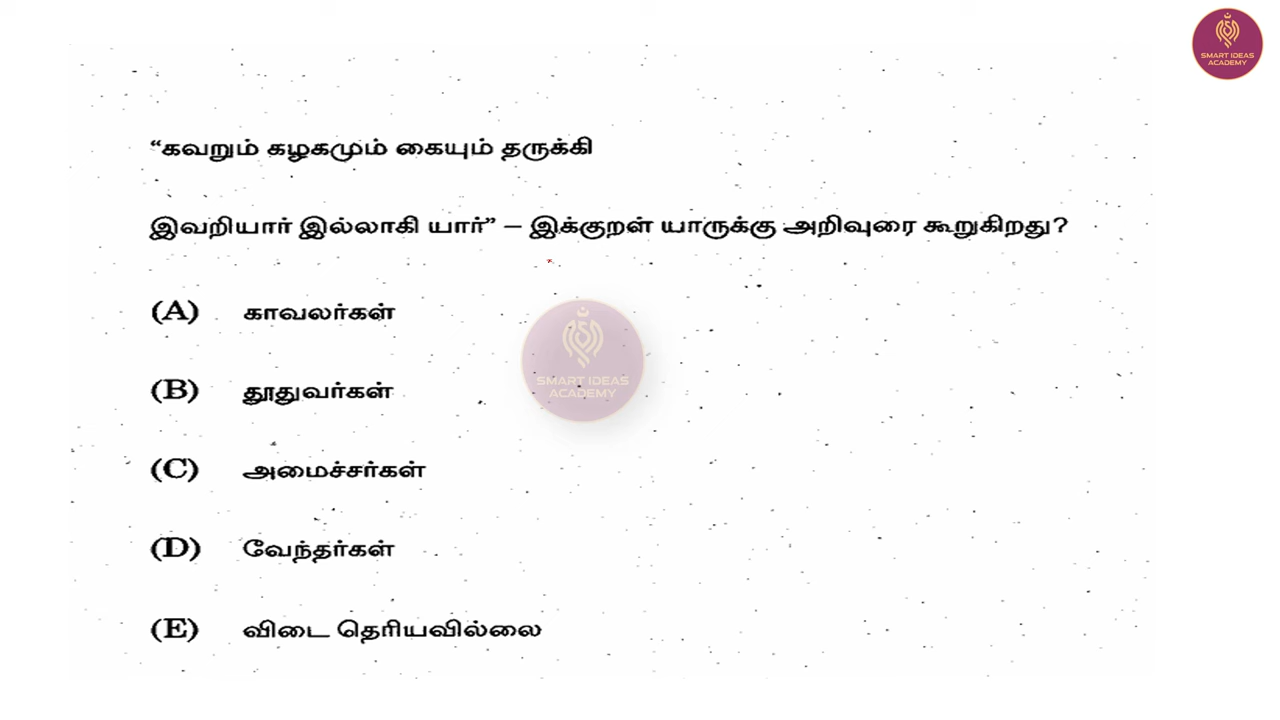 SMART IDEAS
ACADEMY
“கவறும் கழகமும் கையும் தருக்கி
இவறியார் இல்லாகி யார்” – இக்குறள் யாருக்கு அறிவுரை கூறுகிறது?
(A) காவலர்கள்
SMART IDEAS
ACADEMY
(B) தூதுவர்கள்
(C) அமைச்சர்கள்
(D) வேந்தர்கள்
(E) விடை தெரியவில்லை